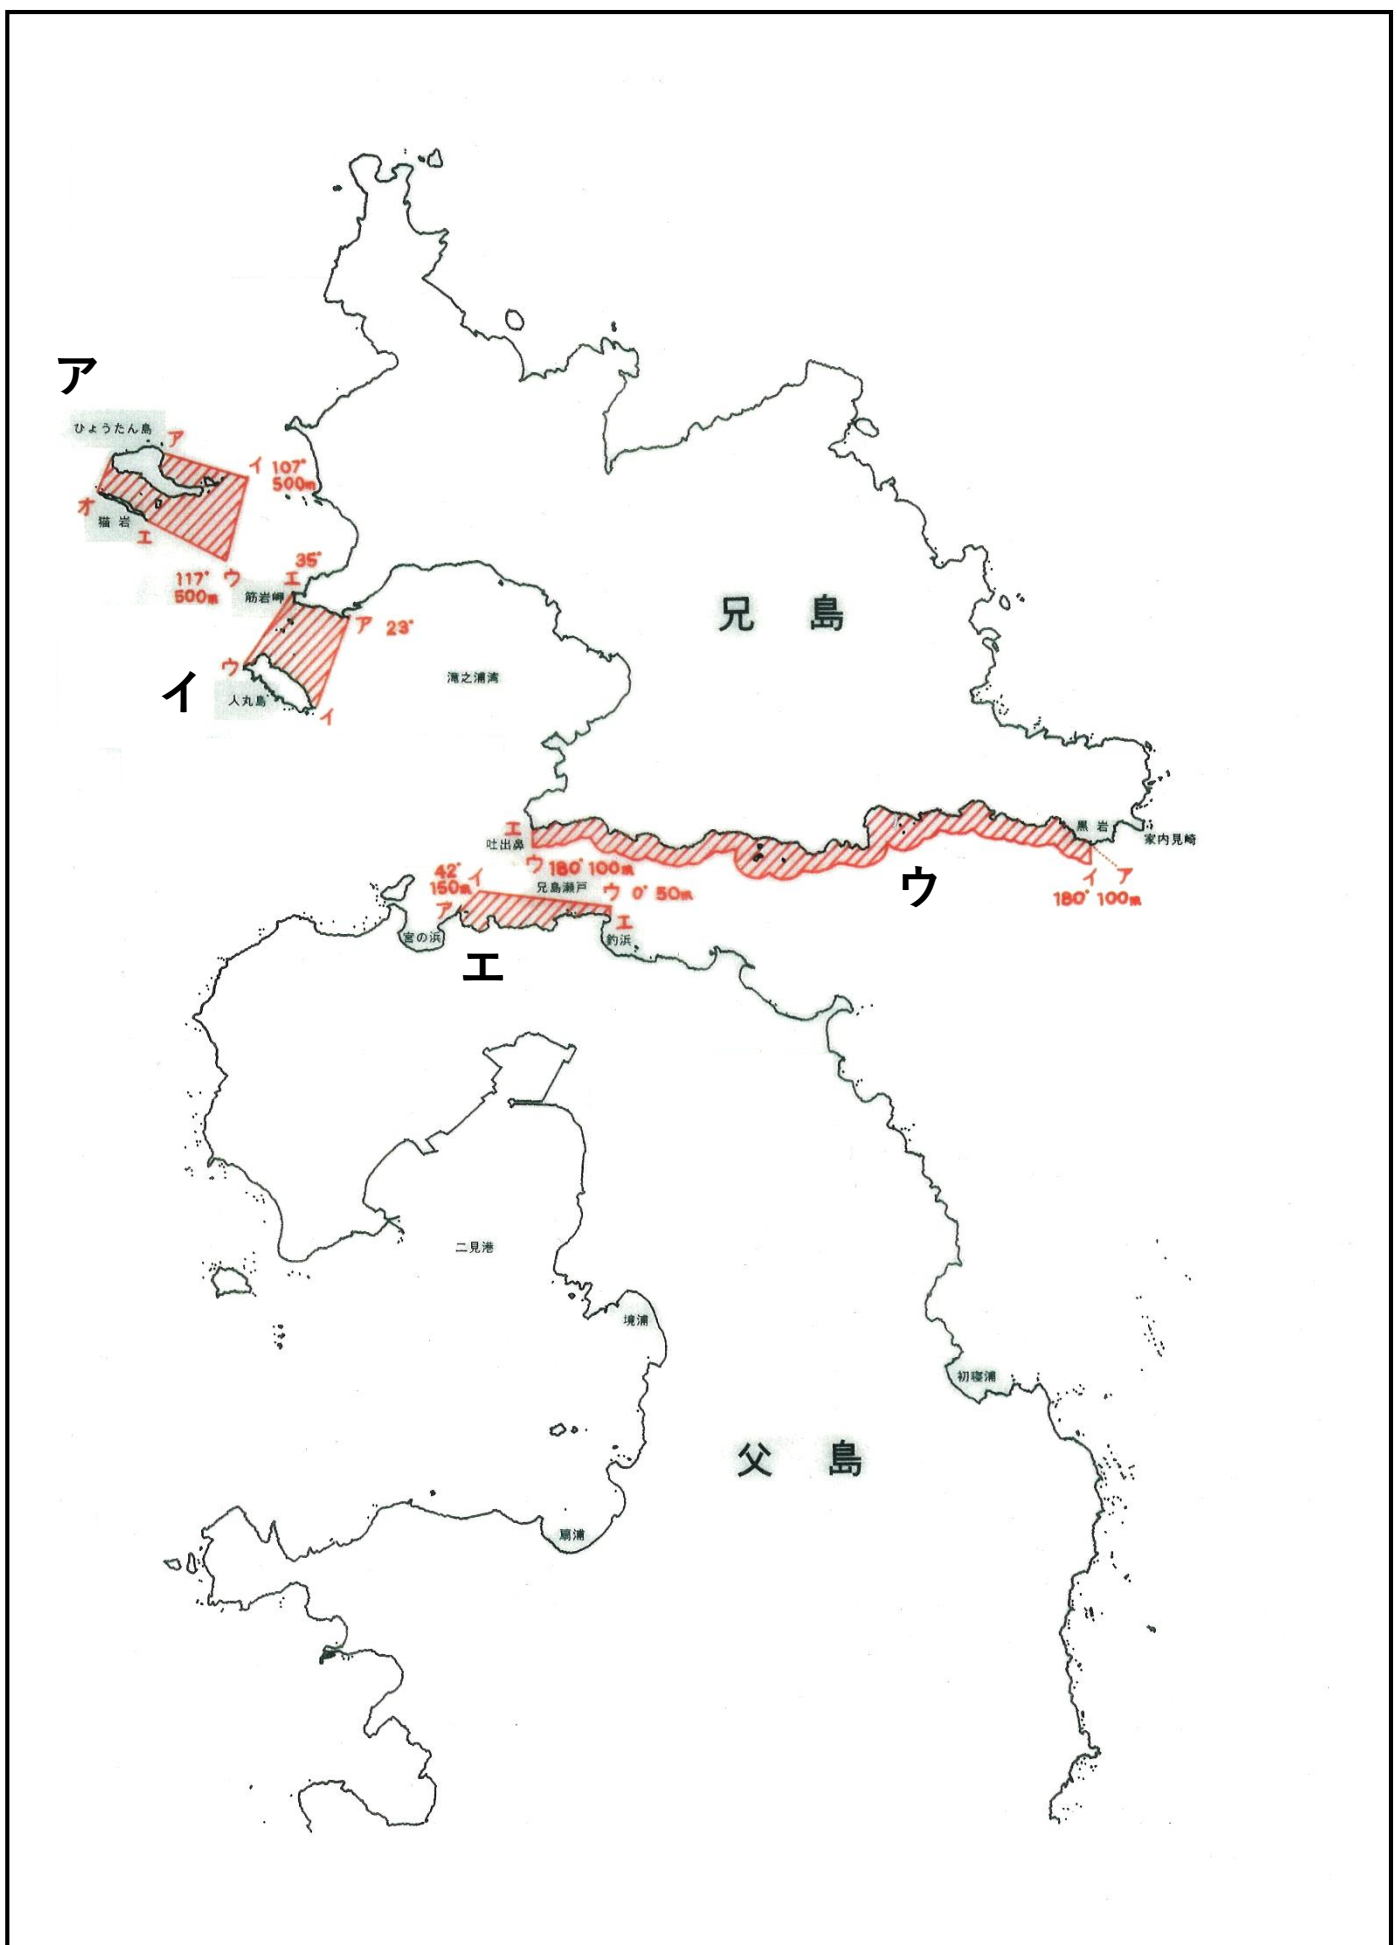 ア
ひょうたん島
ア
イ 107°
500m
オ
猫 岩
エ
117° ウ
500m
35°
エ
筋岩岬
ア 23°
ウ
イ
人丸島
イ
滝之浦湾
兄 島
エ
吐出鼻
ウ 180° 100m
黒 岩
家内見崎
イ ア
180° 100m
ウ
42°
150m イ
兄島瀬戸
ウ 0° 50m
ア
エ
宮の浜
釣浜
エ
二見港
境浦
初寝浦
父 島
扇浦